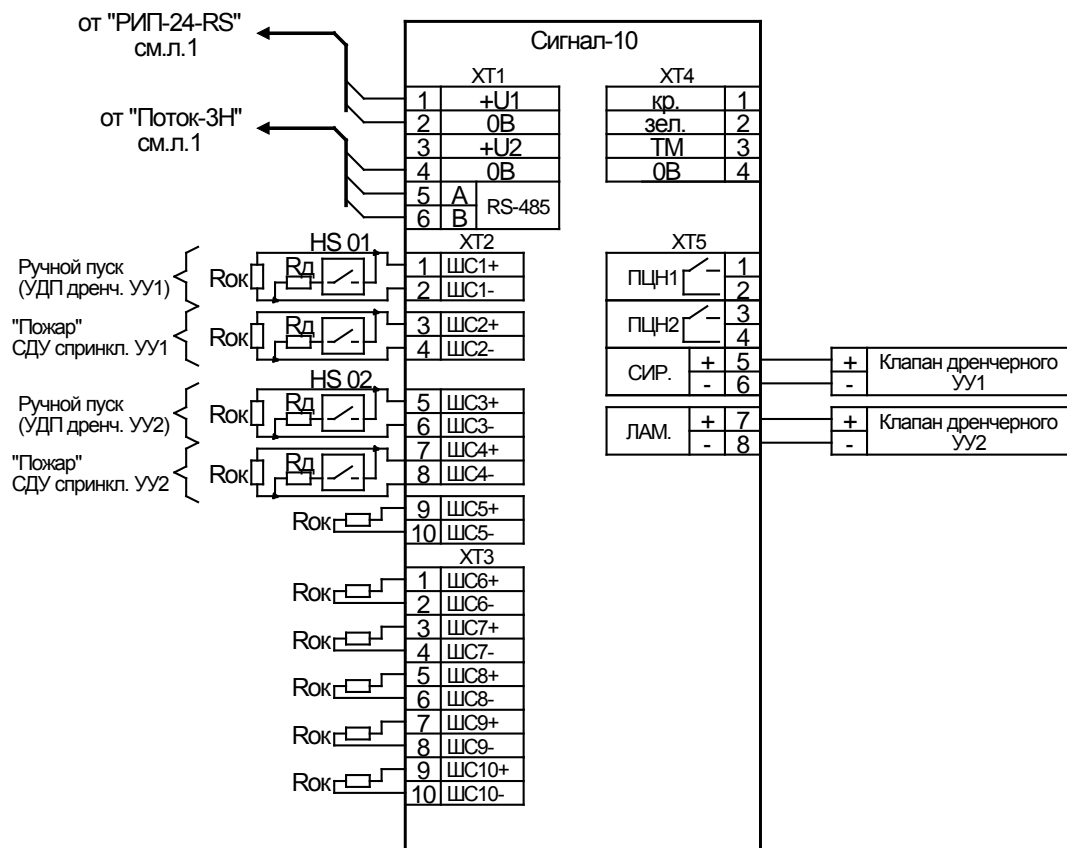 от "РИП-24-RS"
см.л.1
от "Поток-3Н"
см.л.1
Сигнал-10
XT1
1 +U1
2 0В
3 +U2
4 0В
5 A RS-485
6 B
XT2
HS 01
Ручной пуск
(УДП дренч. УУ1)
Rок Rд
1 ШС1+
2 ШС1-
"Пожар"
СДУ спринкл. УУ1
Rок Rд
3 ШС2+
4 ШС2-
HS 02
Ручной пуск
(УДП дренч. УУ2)
Rок Rд
5 ШС3+
6 ШС3-
"Пожар"
СДУ спринкл. УУ2
Rок Rд
7 ШС4+
8 ШС4-
Rок
9 ШС5+
10 ШС5-
XT3
Rок
1 ШС6+
2 ШС6-
Rок
3 ШС7+
4 ШС7-
Rок
5 ШС8+
6 ШС8-
Rок
7 ШС9+
8 ШС9-
Rок
9 ШС10+
10 ШС10-
XT4
кр. 1
зел. 2
ТМ 3
0В 4
XT5
ПЦН1 1
2
ПЦН2 3
4
СИР. + 5
- 6
ЛАМ. + 7
- 8
+ Клапан дренчерного
- УУ1
+ Клапан дренчерного
- УУ2